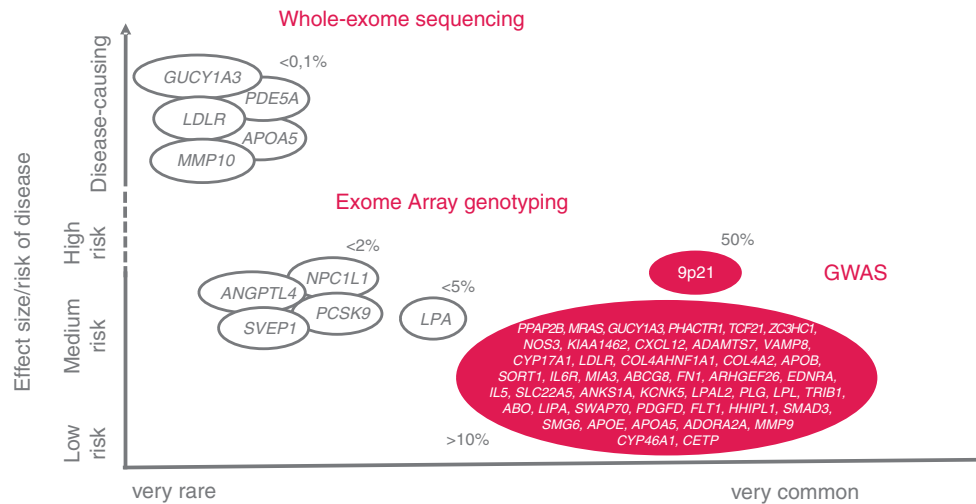 Whole-exome sequencing
<0,1%
GUCY1A3
PDE5A
LDLR
APOA5
MMP10
Disease-causing
Effect size/risk of disease
Exome Array genotyping
High
risk
<2%
NPC1L1
ANGPTL4
PCSK9
SVEP1
<5%
LPA
50%
9p21
GWAS
Medium
risk
PPAP2B, MRAS, GUCY1A3, PHACTR1, TCF21, ZC3HC1,
NOS3, KIAA1462, CXCL12, ADAMTS7, VAMP8,
CYP17A1, LDLR, COL4AHNF1A1, COL4A2, APOB,
SORT1, IL6R, MIA3, ABCG8, FN1, ARHGEF26, EDNRA,
IL5, SLC22A5, ANKS1A, KCNK5, LPAL2, PLG, LPL, TRIB1,
ABO, LIPA, SWAP70, PDGFD, FLT1, HHIPL1, SMAD3,
SMG6, APOE, APOA5, ADORA2A, MMP9
CYP46A1, CETP
>10%
Low
risk
very rare
very common